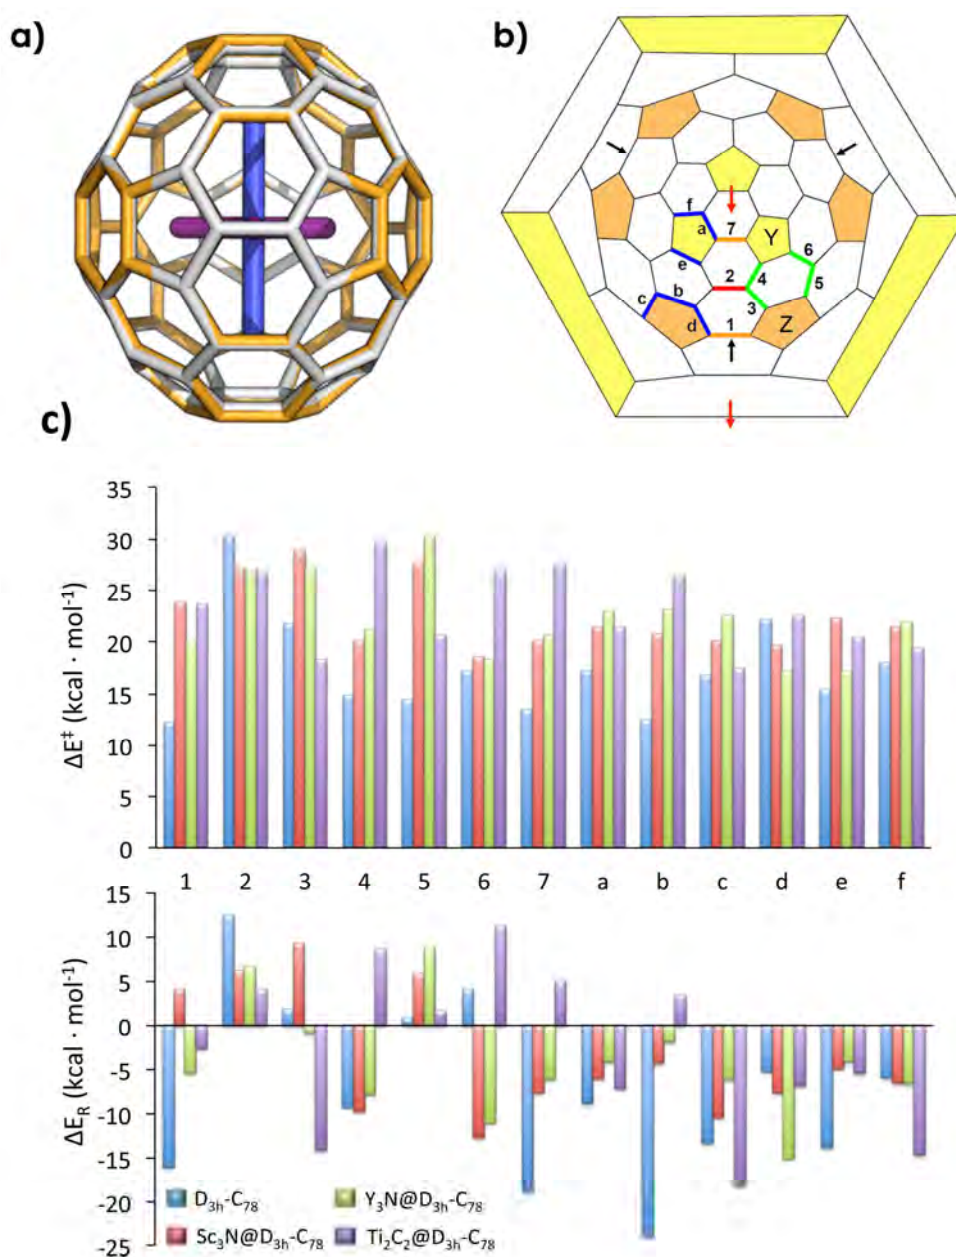 a)
b)
f
a
7
Y
6
e
2
4
5
c
b
3
d
1
Z
c)
35
30
25
20
15
10
5
0
ΔE‡ (kcal · mol-1)
1 2 3 4 5 6 7 a b c d e f
15
10
5
0
-5
-10
-15
-20
-25
ΔER (kcal · mol-1)
D3h-C78 Y3N@D3h-C78
Sc3N@D3h-C78 Ti2C2@D3h-C78